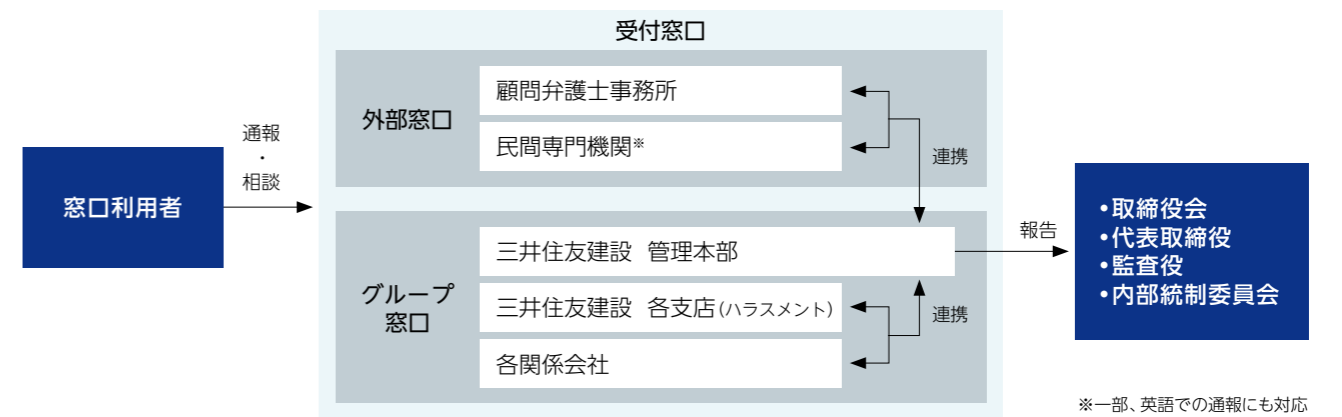 受付窓口
窓口利用者
通報
・
相談
外部窓口
顧問弁護士事務所
民間専門機関※
連携
グループ
窓口
三井住友建設 管理本部
三井住友建設 各支店(ハラスメント)
各関係会社
連携
報告
•取締役会
•代表取締役
•監査役
•内部統制委員会
※一部、英語での通報にも対応